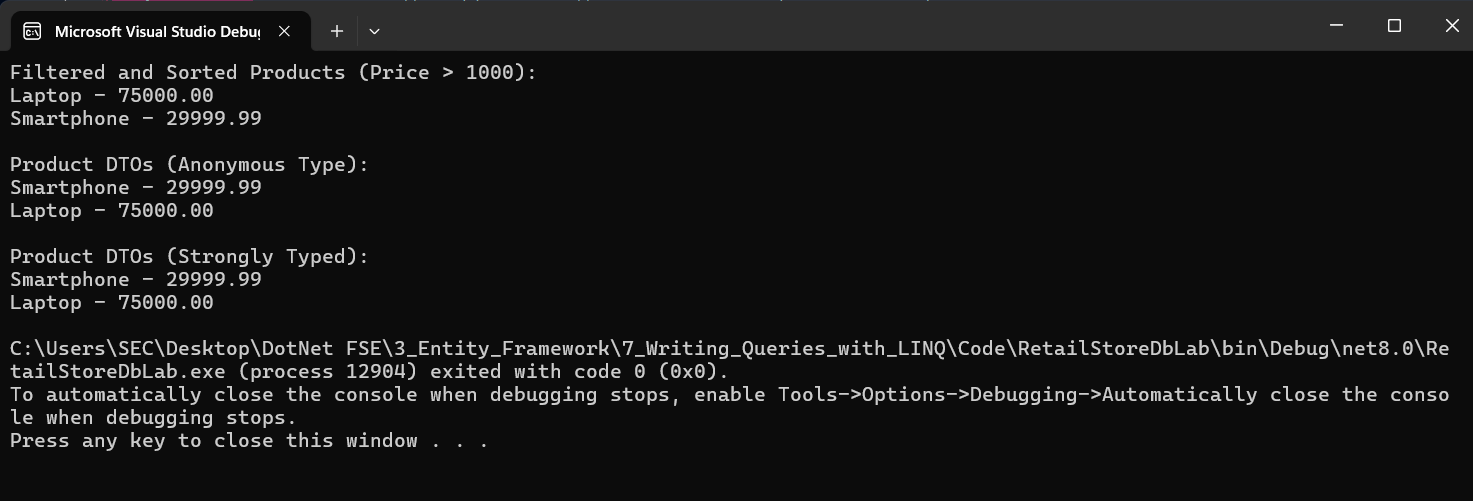 Microsoft Visual Studio Debug
Filtered and Sorted Products (Price > 1000):
Laptop - 75000.00
Smartphone - 29999.99
Product DTOs (Anonymous Type):
Smartphone - 29999.99
Laptop - 75000.00
Product DTOs (Strongly Typed):
Smartphone - 29999.99
Laptop - 75000.00
C:\Users\SEC\Desktop\DotNet FSE\3_Entity_Framework\7_Writing_Queries_with_LINQ\Code\RetailStoreDbLab\bin\Debug\net8.0\Re
tailStoreDbLab.exe (process 12904) exited with code 0 (0x0).
To automatically close the console when debugging stops, enable Tools->Options->Debugging->Automatically close the conso
le when debugging stops.
Press any key to close this window . . .